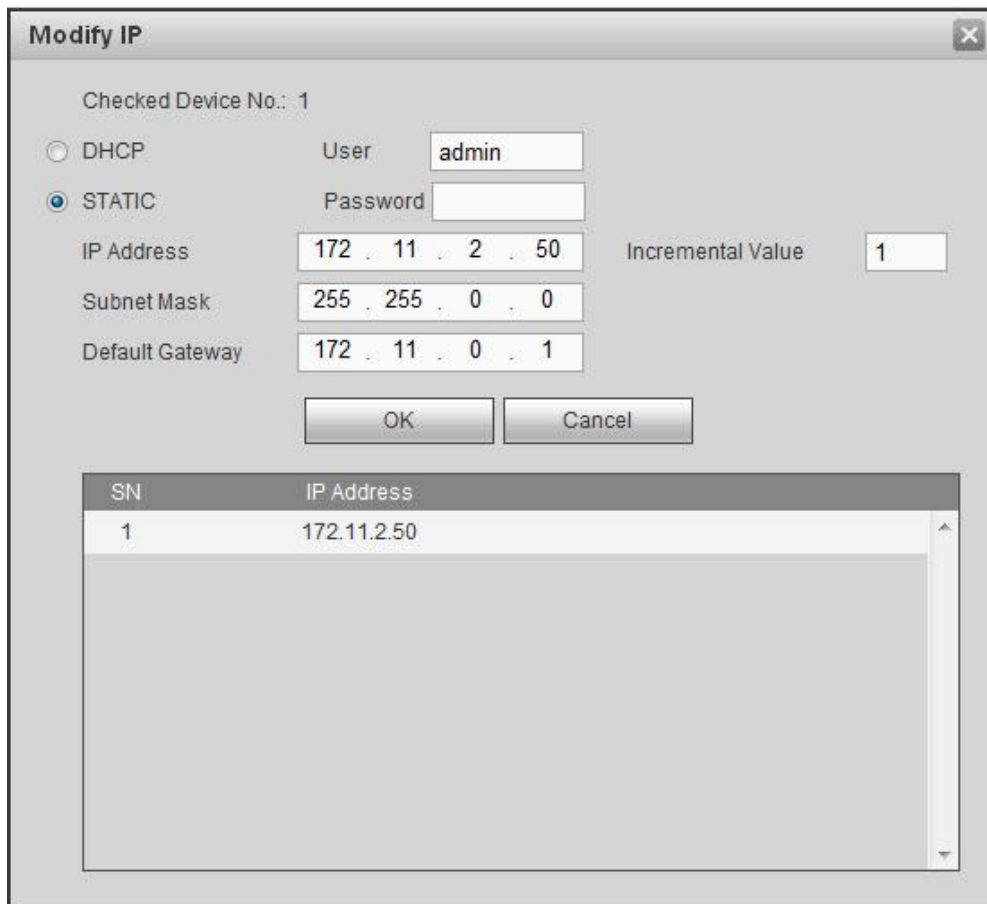 Modify IP
Checked Device No.: 1
DHCP User admin
STATIC Password
IP Address 172 . 11 . 2 . 50 Incremental Value 1
Subnet Mask 255 . 255 . 0 . 0
Default Gateway 172 . 11 . 0 . 1
OK Cancel
SN IP Address
1 172.11.2.50